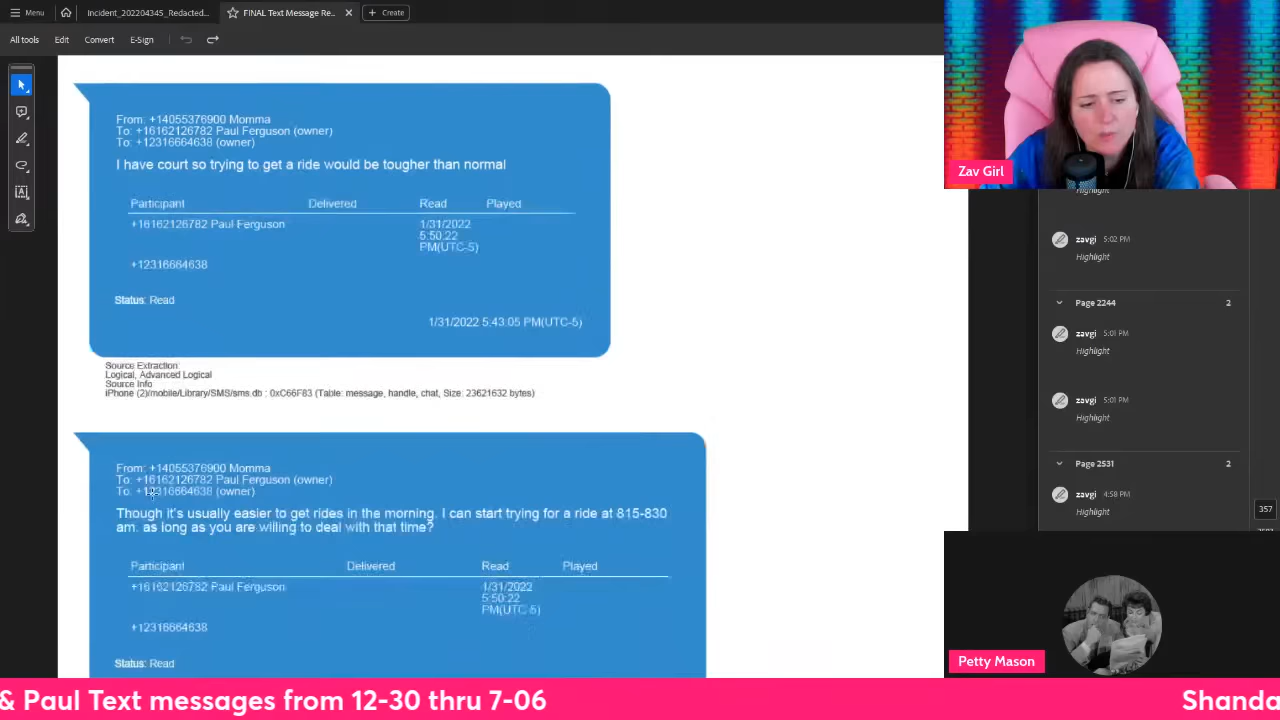 Menu
Incident_202204345_Redacted...
FINAL Text Message Re...
Create
All tools
Edit
Convert
E-Sign
From: +14055376900 Momma
To: +16162126782 Paul Ferguson (owner)
To: +12316664638 (owner)
I have court so trying to get a ride would be tougher than normal
Participant Delivered Read Played
+16162126782 Paul Ferguson 1/31/2022
5:50:22
PM(UTC-5)
+12316664638
Status: Read
1/31/2022 5:43:05 PM(UTC-5)
Source Extraction:
Logical, Advanced Logical
Source Info
iPhone (2)/mobile/Library/SMS/sms.db : 0xC66F83 (Table: message, handle, chat, Size: 23621632 bytes)
From: +14055376900 Momma
To: +16162126782 Paul Ferguson (owner)
To: +12316664638 (owner)
Though it's usually easier to get rides in the morning. I can start trying for a ride at 815-830
am. as long as you are willing to deal with that time?
Participant Delivered Read Played
+16162126782 Paul Ferguson 1/31/2022
5:50:22
PM(UTC-5)
+12316664638
Status: Read
Zav Girl
Highlight
zavgi 5:02 PM
Highlight
Page 2244 2
zavgi 5:01 PM
Highlight
zavgi 5:01 PM
Highlight
Page 2531 2
zavgi 4:58 PM
Highlight
357
Petty Mason
& Paul Text messages from 12-30 thru 7-06
Shanda